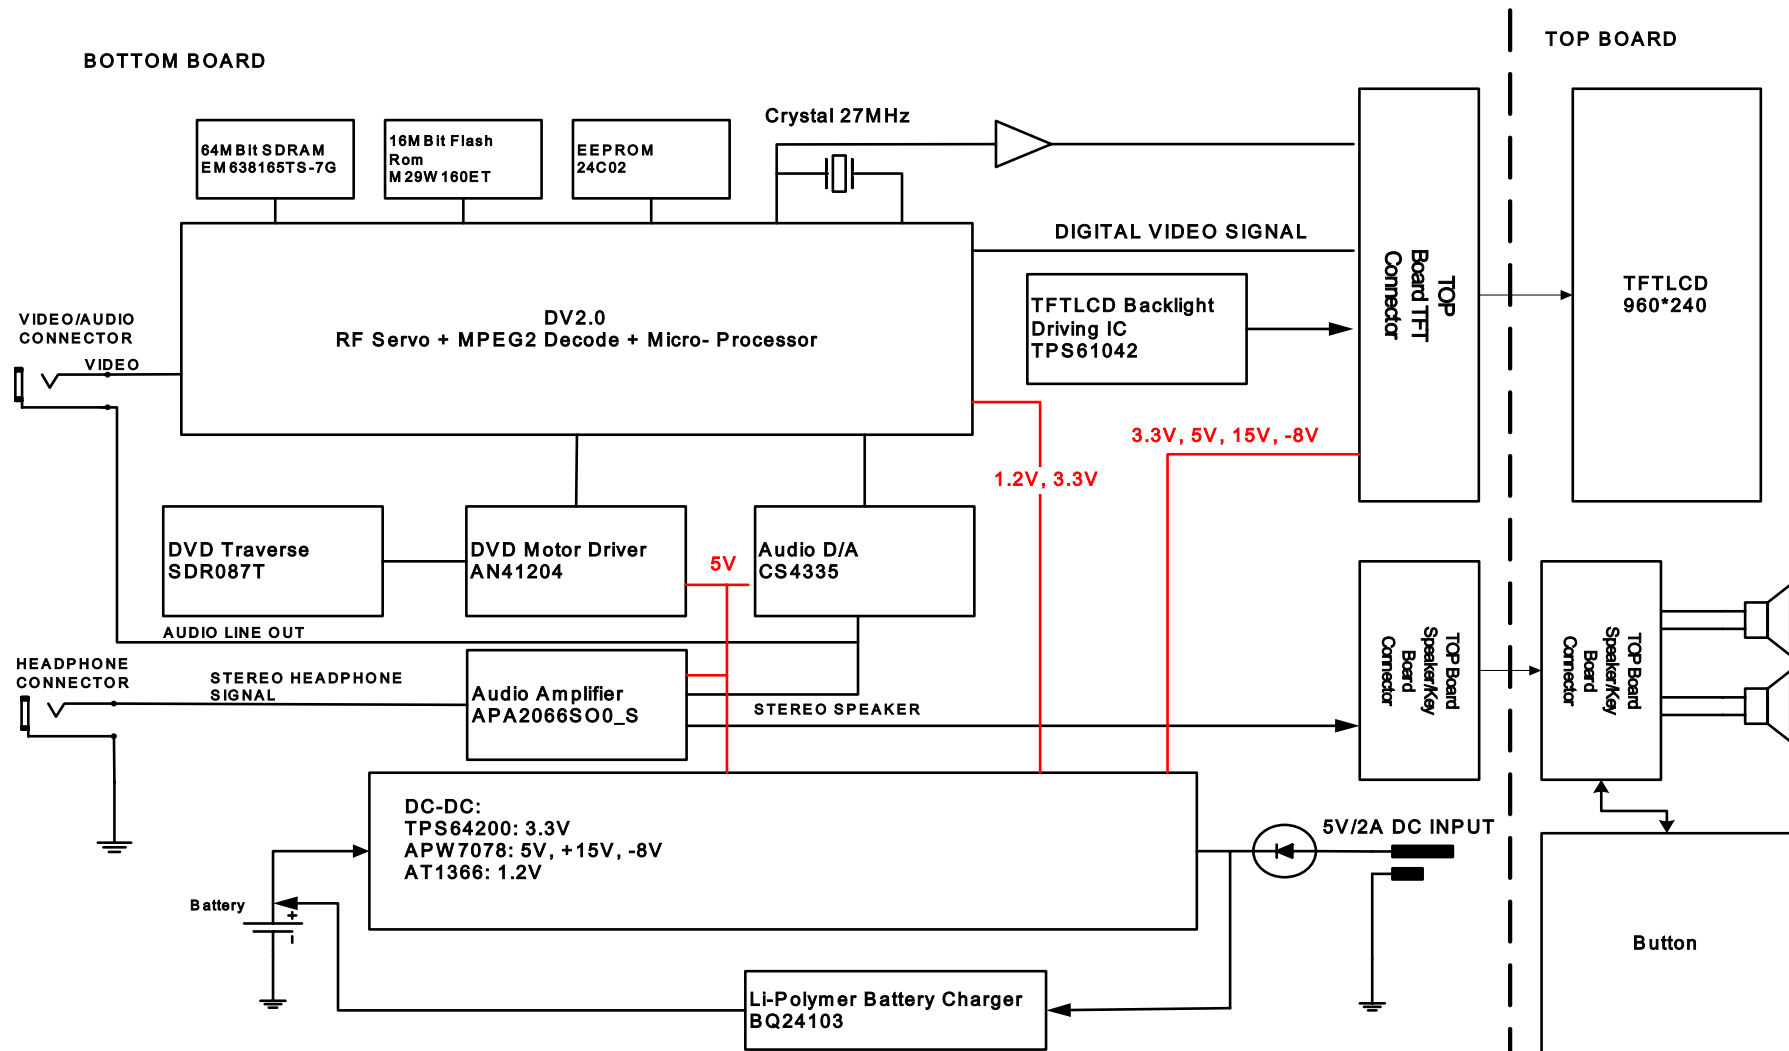 BOTTOM BOARD
TOP BOARD
Crystal 27MHz
64MBit SDRAM
EM638165TS-7G
16MBit Flash
Rom
M29W160ET
EEPROM
24C02
DIGITAL VIDEO SIGNAL
TOP
Board TFT
Connector
TFTLCD
960*240
DV2.0
RF Servo + MPEG2 Decode + Micro- Processor
TFTLCD Backlight
Driving IC
TPS61042
VIDEO/AUDIO
CONNECTOR
VIDEO
3.3V, 5V, 15V, -8V
1.2V, 3.3V
DVD Traverse
SDR087T
DVD Motor Driver
AN41204
5V
Audio D/A
CS4335
AUDIO LINE OUT
HEADPHONE
CONNECTOR
STEREO HEADPHONE
SIGNAL
Audio Amplifier
APA2066SO0_S
STEREO SPEAKER
TOP Board
Speaker/Key
Board
Connector
TOP Board
Speaker/Key
Board
Connector
DC-DC:
TPS64200: 3.3V
APW7078: 5V, +15V, -8V
AT1366: 1.2V
5V/2A DC INPUT
Battery
+
-
Li-Polymer Battery Charger
BQ24103
Button